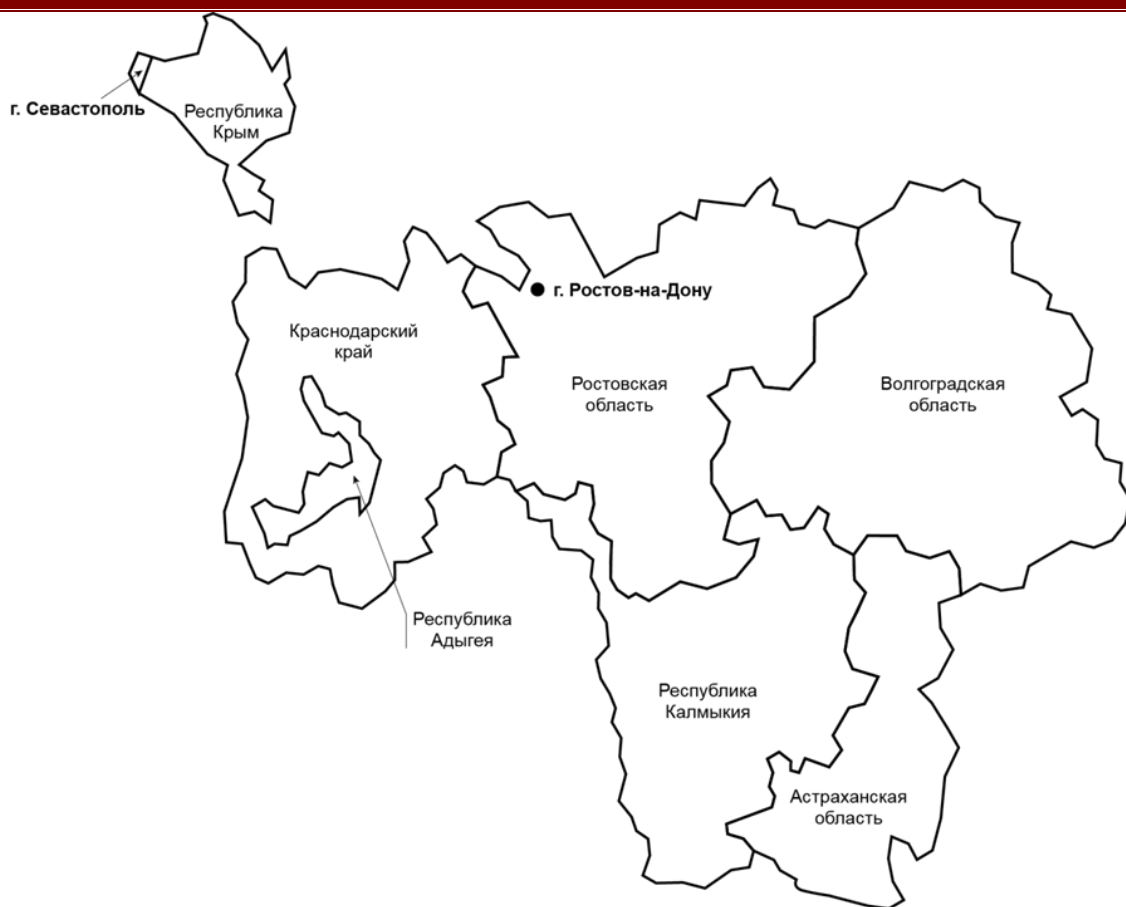 г. Севастополь
Республика
Крым
г. Ростов-на-Дону
Краснодарский
край
Ростовская
область
Волгоградская
область
Республика
Адыгея
Республика
Калмыкия
Астраханская
область